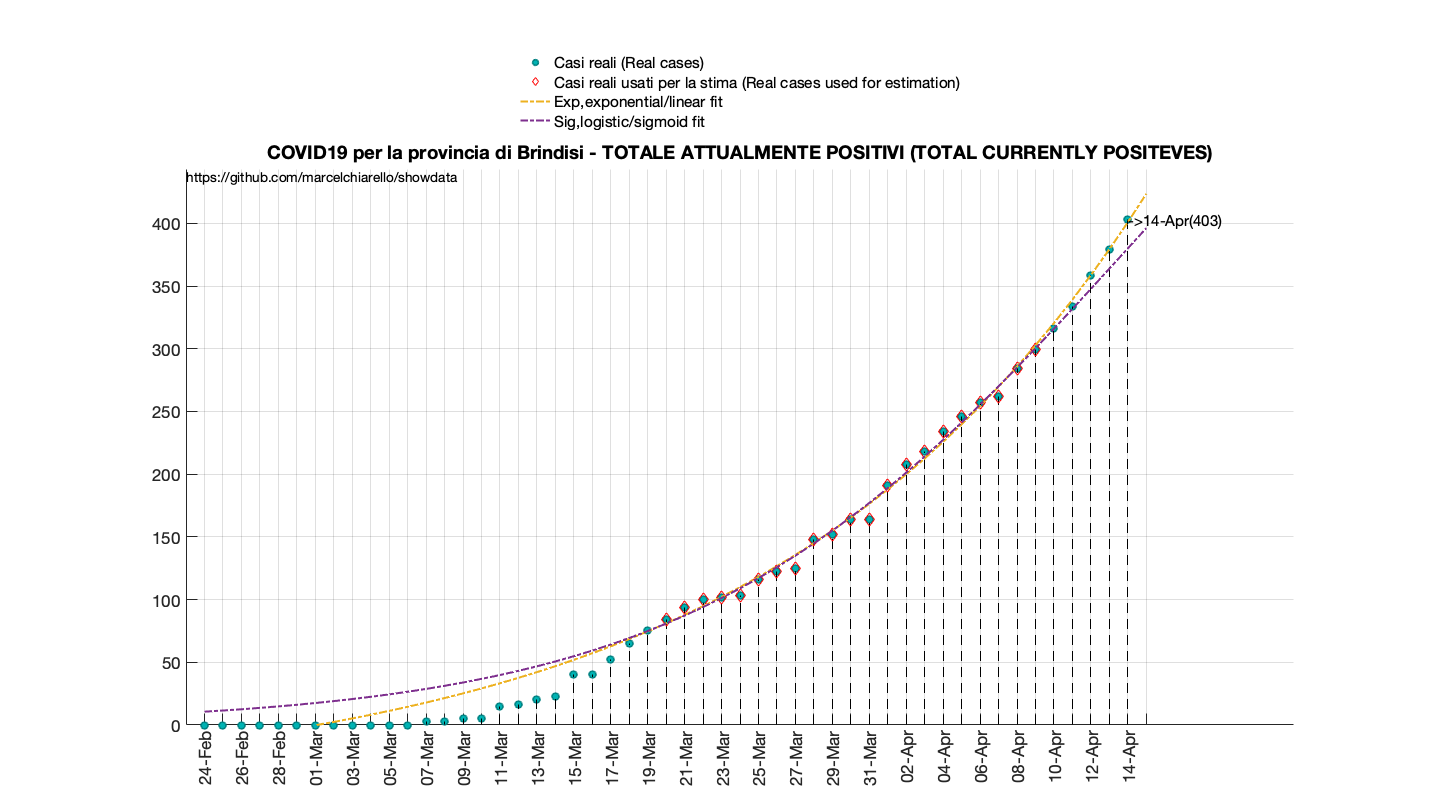 Casi reali (Real cases)
Casi reali usati per la stima (Real cases used for estimation)
Exp,exponential/linear fit
Sig,logistic/sigmoid fit
COVID19 per la provincia di Brindisi - TOTALE ATTUALMENTE POSITIVI (TOTAL CURRENTLY POSITEVES)
https://github.com/marcelchiarello/showdata
400
->14-Apr(403)
350
300
250
200
150
100
50
0
24-Feb
26-Feb
28-Feb
01-Mar
03-Mar
05-Mar
07-Mar
09-Mar
11-Mar
13-Mar
15-Mar
17-Mar
19-Mar
21-Mar
23-Mar
25-Mar
27-Mar
29-Mar
31-Mar
02-Apr
04-Apr
06-Apr
08-Apr
10-Apr
12-Apr
14-Apr